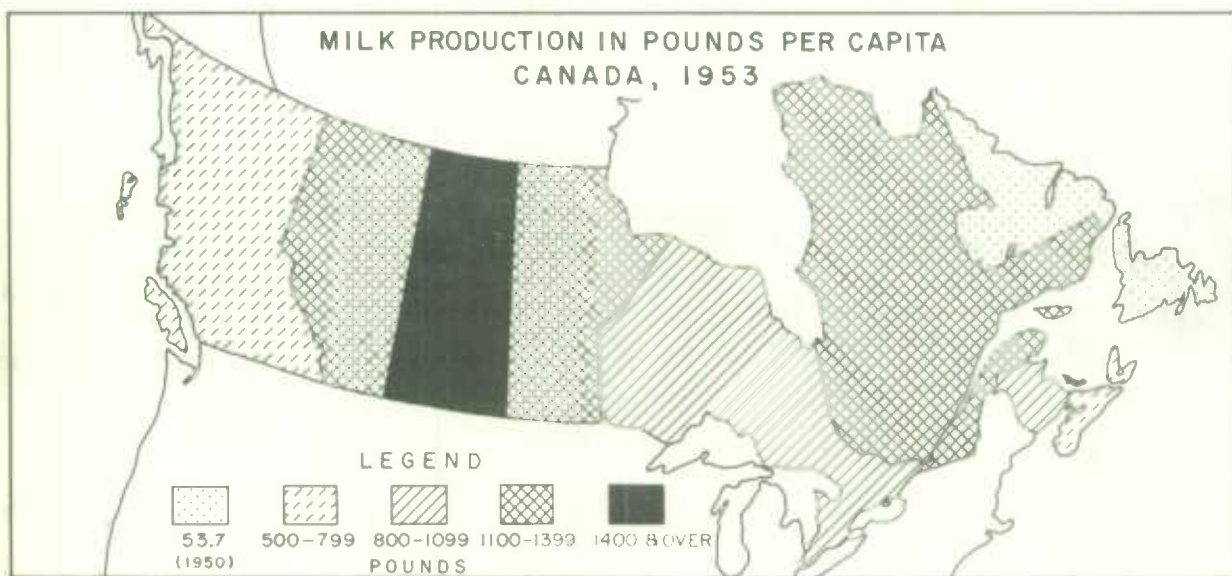 MILK PRODUCTION IN POUNDS PER CAPITA
CANADA, 1953
LEGEND
53.7 500-799 800-1099 1100-1399 1400 & OVER
(1950) POUNDS